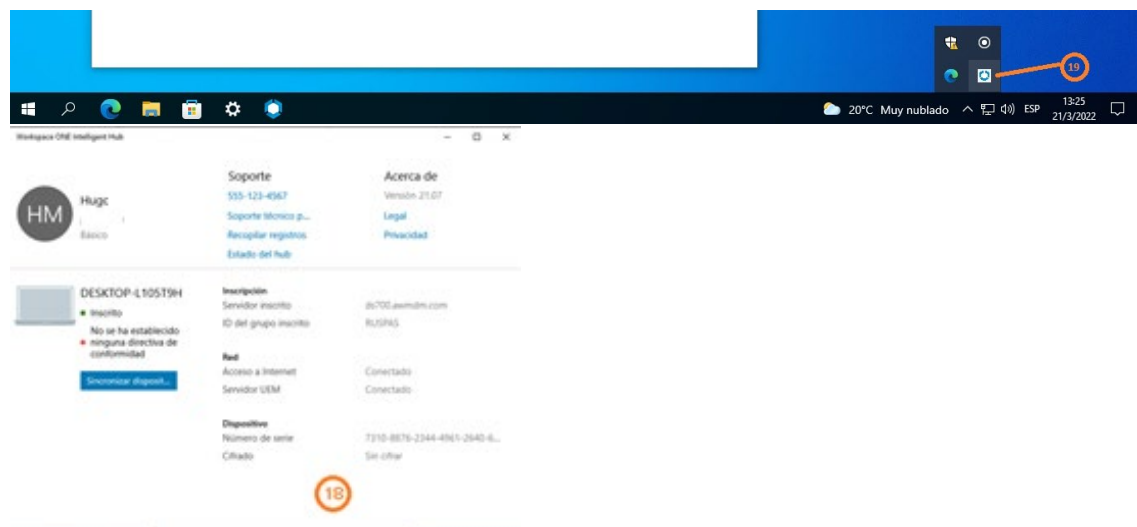 19
20°C Muy nublado
ESP
13:25
21/3/2022
Workspace ONE Intelligent Hub
HM
Hugc
Básico
Soporte
555-123-4567
Soporte técnico p...
Recopilar registros
Estado del hub
Acerca de
Versión 21.07
Legal
Privacidad
DESKTOP-L105T9H
Inscrito
No se ha establecido
ninguna directiva de
conformidad
Sincronizar disposit...
Inscripción
Servidor inscrito ds700.awmdm.com
ID del grupo inscrito RUSPAS
Red
Acceso a Internet Conectado
Servidor UEM Conectado
Dispositivo
Número de serie 7310-8876-2344-4961-2640-6...
Cifrado Sin cifrar
18